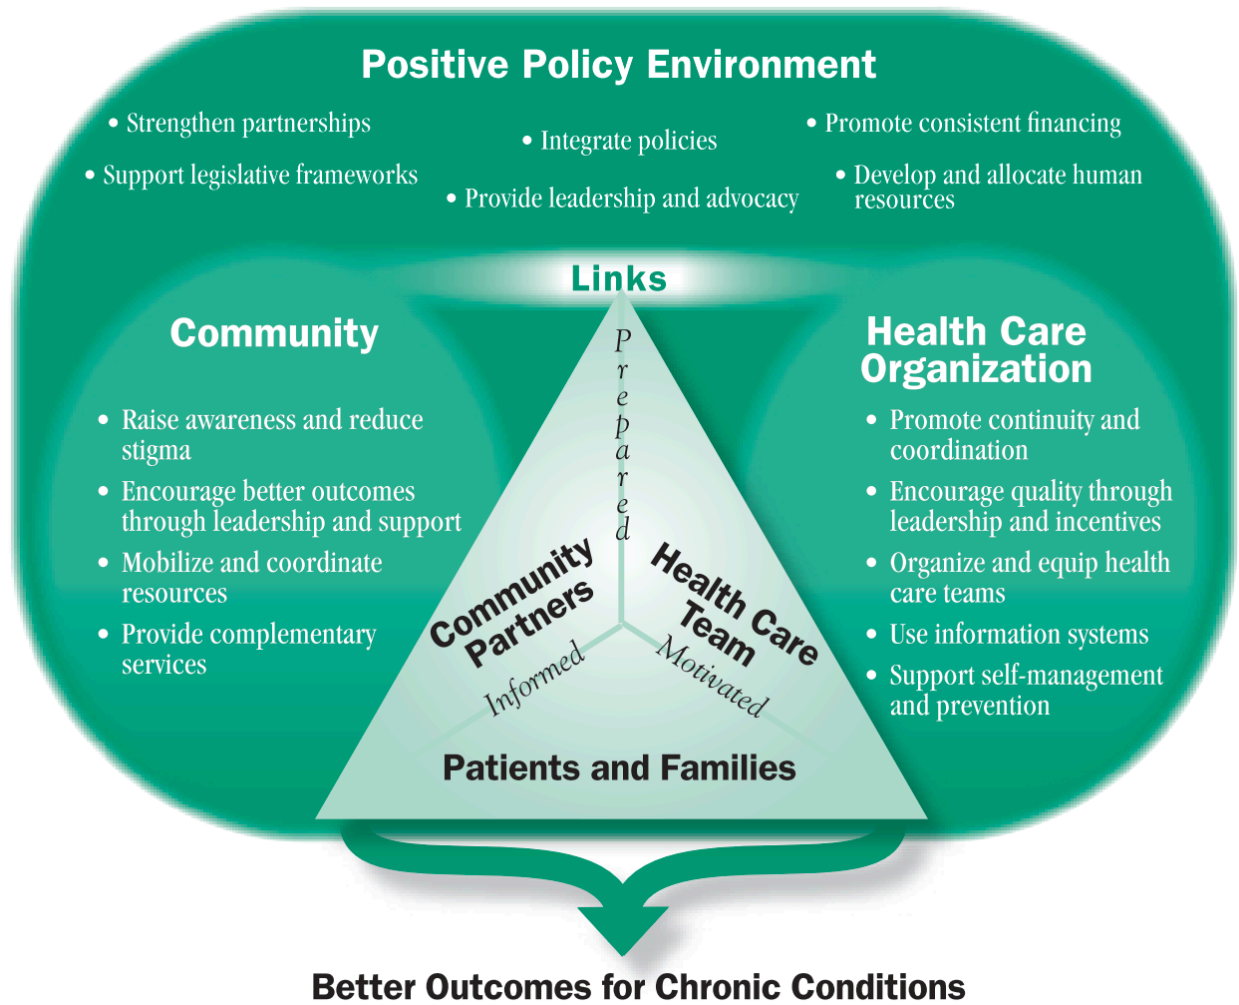 Positive Policy Environment
• Strengthen partnerships
• Support legislative frameworks
• Integrate policies
• Provide leadership and advocacy
• Promote consistent financing
• Develop and allocate human
resources
Links
Community
• Raise awareness and reduce
stigma
• Encourage better outcomes
through leadership and support
• Mobilize and coordinate
resources
• Provide complementary
services
Prepared
Community
Partners
Informed
Health Care
Team
Motivated
Patients and Families
Health Care
Organization
• Promote continuity and
coordination
• Encourage quality through
leadership and incentives
• Organize and equip health
care teams
• Use information systems
• Support self-management
and prevention
Better Outcomes for Chronic Conditions